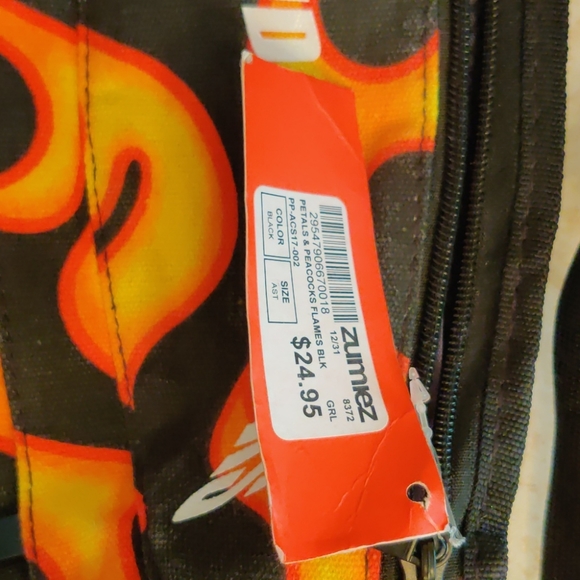 D
zumiez
12/31
8372
GRL
29547906670018
PETALS & PEACOCKS FLAMES BLK
PP-ACS17-002
$24.95
COLOR
BLACK
SIZE
AST